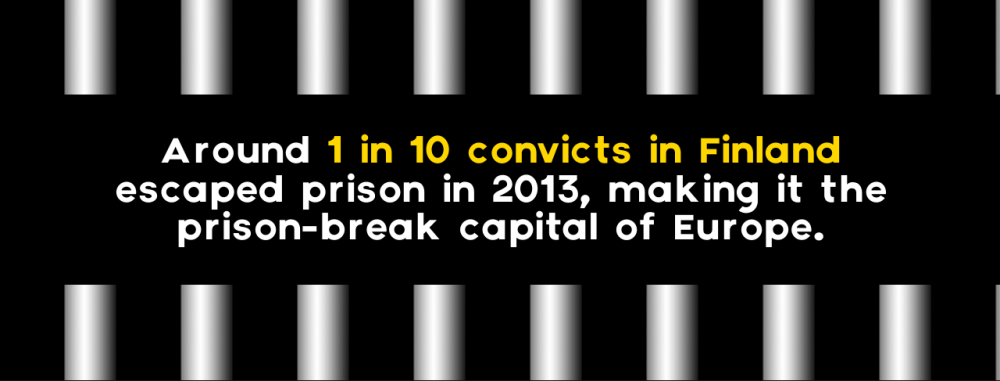 Around 1 in 10 convicts in Finland
escaped prison in 2013, making it the
prison-break capital of Europe.